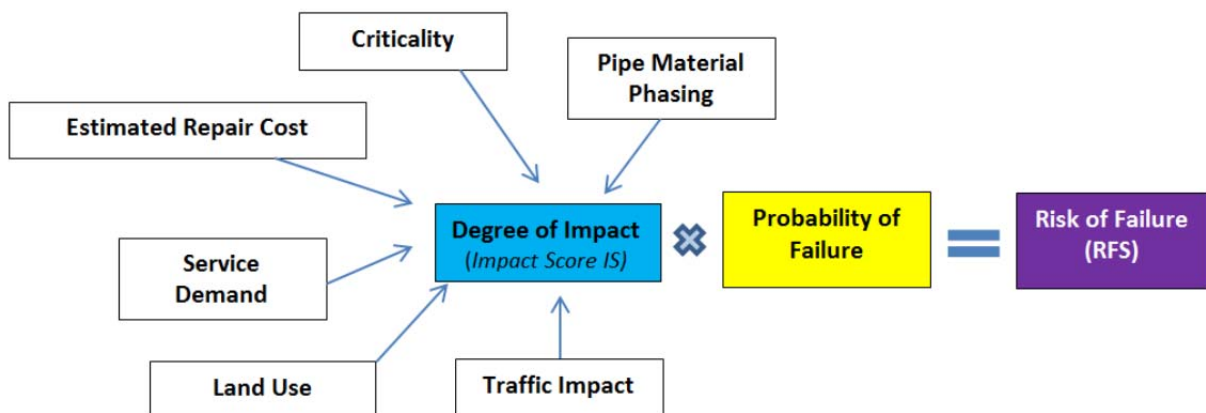 Criticality
Pipe Material
Phasing
Estimated Repair Cost
Degree of Impact
(Impact Score IS)
Probability of
Failure
Risk of Failure
(RFS)
Service
Demand
Land Use
Traffic Impact